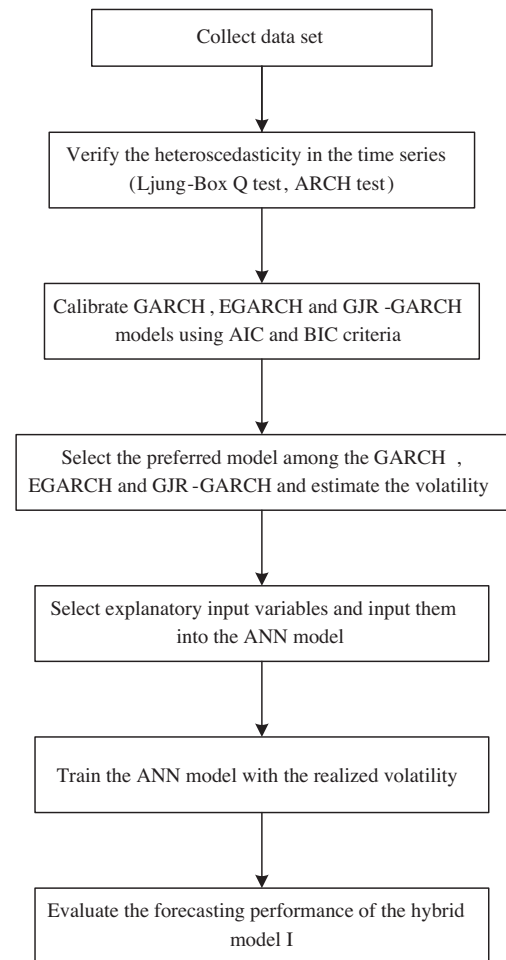 Collect data set
Verify the heteroscedasticity in the time series
(Ljung-Box Q test, ARCH test)
Calibrate GARCH, EGARCH and GJR-GARCH
models using AIC and BIC criteria
Select the preferred model among the GARCH,
EGARCH and GJR-GARCH and estimate the volatility
Select explanatory input variables and input them
into the ANN model
Train the ANN model with the realized volatility
Evaluate the forecasting performance of the hybrid
model I